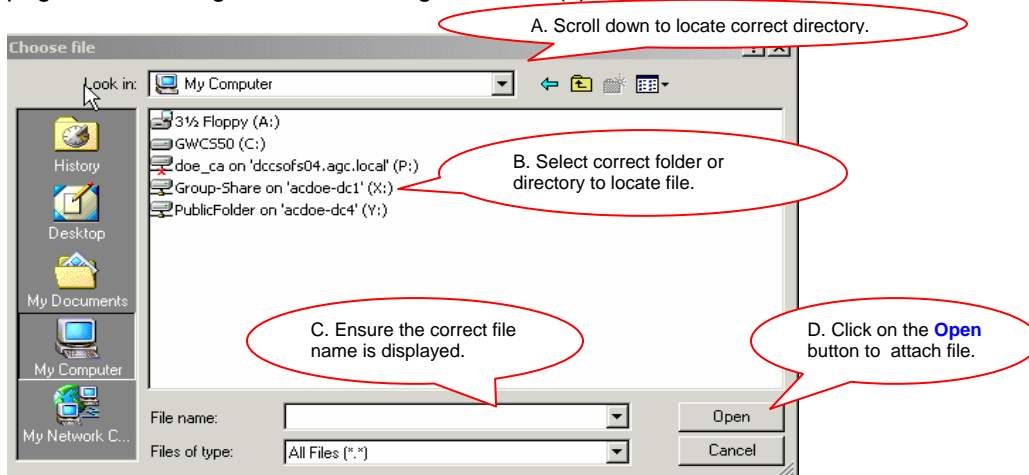 A. Scroll down to locate correct directory.
Choose file
Look in:
My Computer
History
Desktop
My Documents
My Computer
My Network C...
3½ Floppy (A:)
GWCS50 (C:)
doe_ca on 'dccsofs04.agc.local' (P:)
Group-Share on 'acdoe-dc1' (X:)
PublicFolder on 'acdoe-dc4' (Y:)
B. Select correct folder or
directory to locate file.
C. Ensure the correct file
name is displayed.
D. Click on the Open
button to attach file.
File name:
Open
Files of type:
All Files (*.*)
Cancel